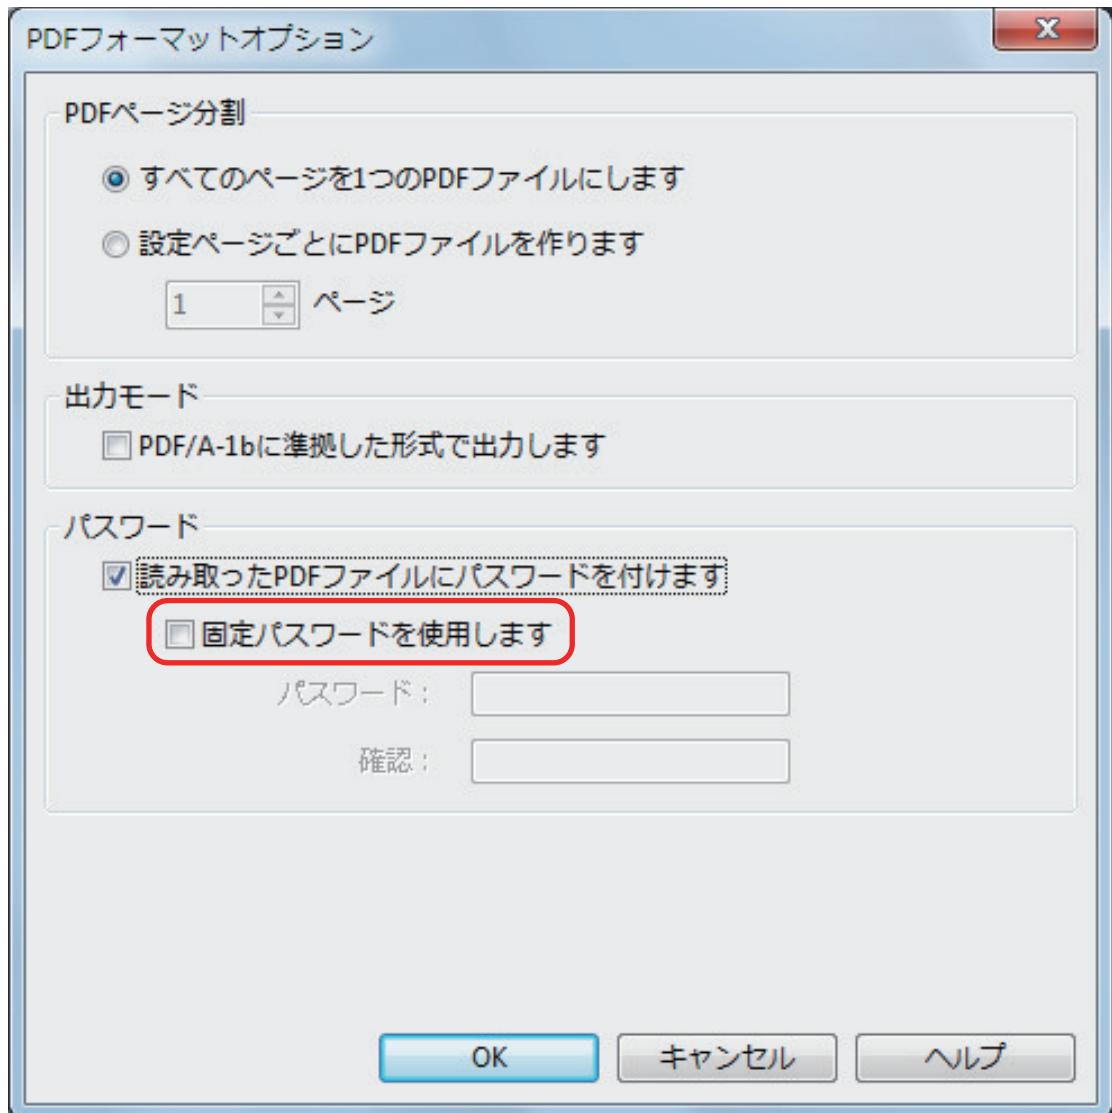 PDFフォーマットオプション
PDFページ分割
すべてのページを1つのPDFファイルにします
設定ページごとにPDFファイルを作ります
1 ページ
出力モード
PDF/A-1bに準拠した形式で出力します
パスワード
読み取ったPDFファイルにパスワードを付けます
固定パスワードを使用します
パスワード：
確認：
OK キャンセル ヘルプ